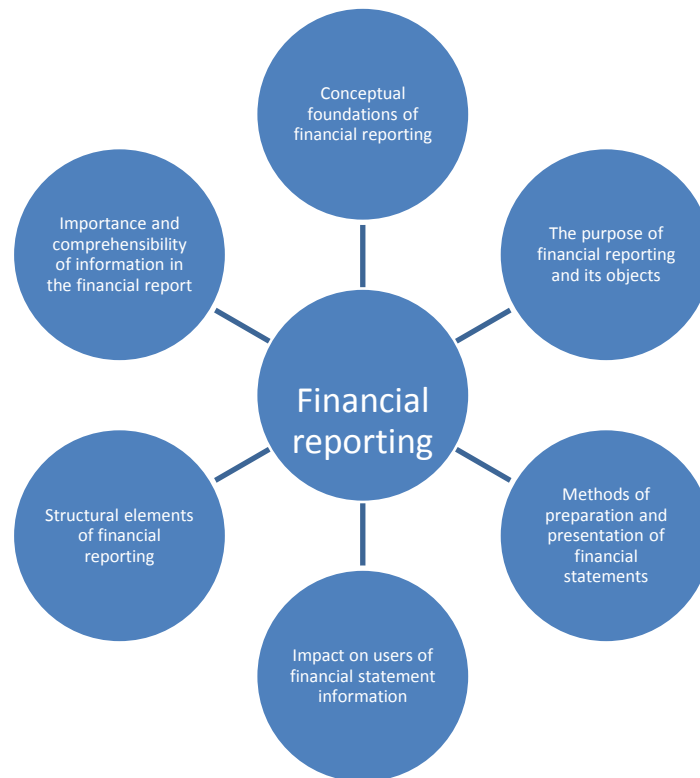 Conceptual
foundations of
financial reporting
Importance and
comprehensibility
of information in
the financial report
The purpose of
financial reporting
and its objects
Financial
reporting
Structural elements
of financial
reporting
Methods of
preparation and
presentation of
financial
statements
Impact on users of
financial statement
information